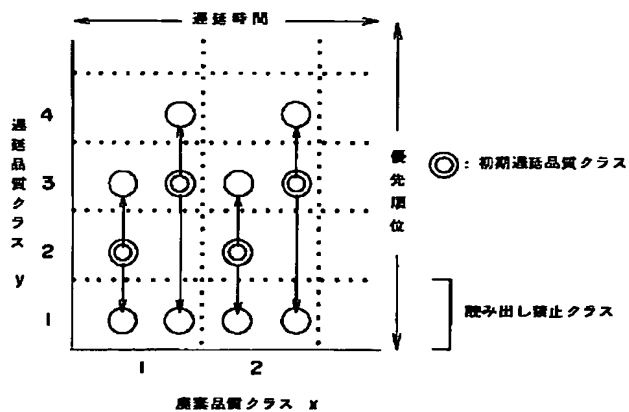 遅延時間
4
3
2
1
遅延品質クラス y
優先順位
◎: 初期遅延品質クラス
読み出し禁止クラス
1 2
廃棄品質クラス x